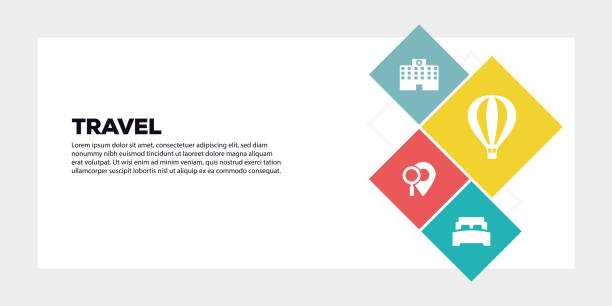 TRAVEL
Lorem ipsum dolor sit amet, consectetuer adipiscing elit, sed diam
nonummy nibh euismod tincidunt ut laoreet dolore magna aliquam
erat volutpat. Ut wisi enim ad minim veniam, quis nostrud exerci tation
ullamcorper suscipit lobortis nisl ut aliquip ex ea commodo consequat.